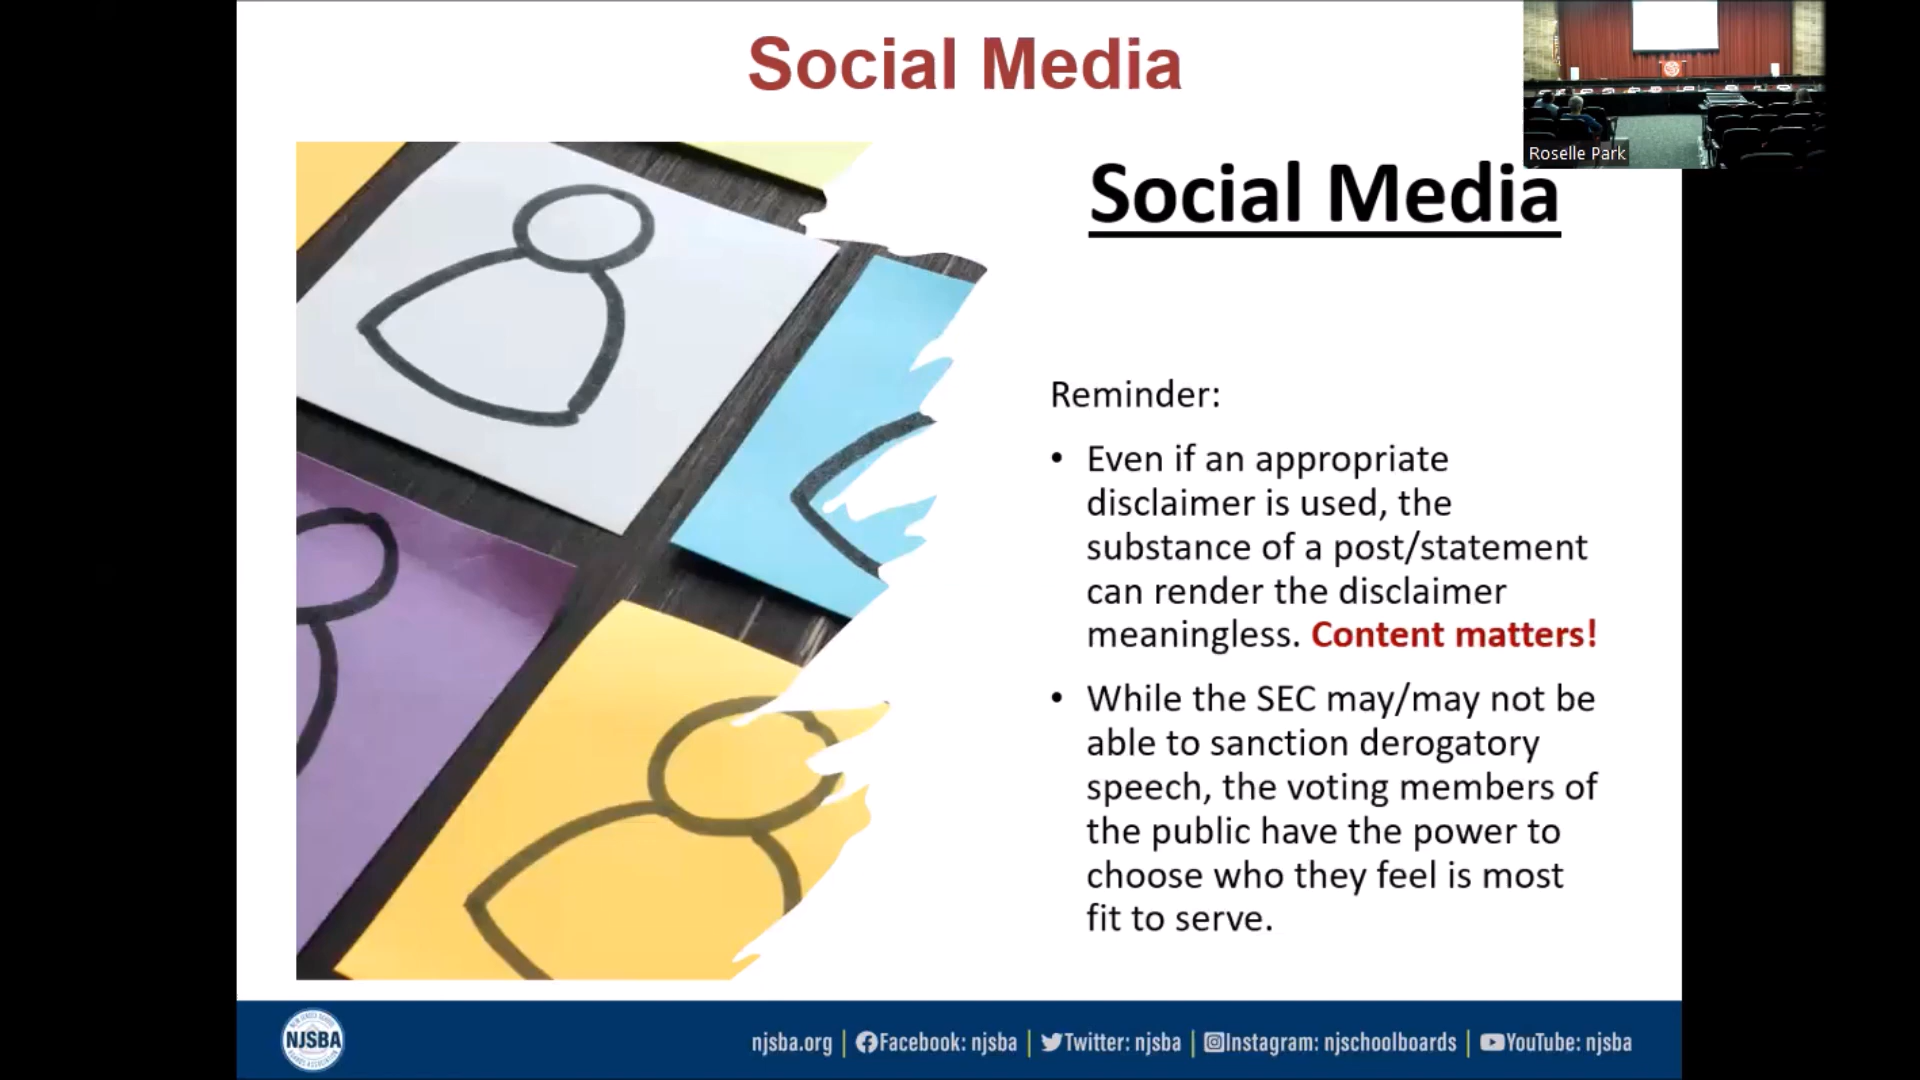 Social Media
Roselle Park
Social Media
Reminder:
• Even if an appropriate
disclaimer is used, the
substance of a post/statement
can render the disclaimer
meaningless. Content matters!
• While the SEC may/may not be
able to sanction derogatory
speech, the voting members of
the public have the power to
choose who they feel is most
fit to serve.
NJSBA
njsba.org | Facebook: njsba | Twitter: njsba | Instagram: njschoolboards | YouTube: njsba